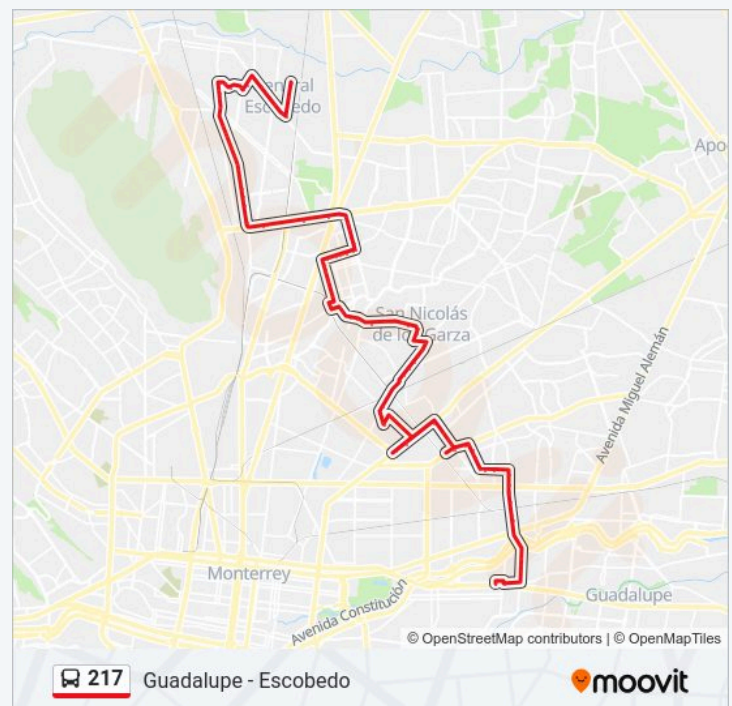 General
Escobedo
Apo
San Nicolás
de los Garza
Avenida Miguel Alemán
Monterrey
Avenida Constitución
Guadalupe
© OpenStreetMap contributors | © OpenMapTiles
217 Guadalupe - Escobedo
moovit